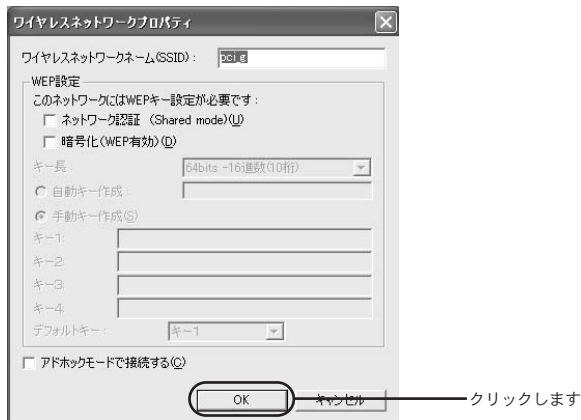 ワイヤレスネットワークプロパティ
ワイヤレスネットワークネーム(SSID):
pci g
WEP設定
このネットワークにはWEPキー設定が必要です:
ネットワーク認証 (Shared mode)(U)
暗号化(WEP有効)(D)
キー長:
64bits -16進数(10桁)
自動キー作成:
手動キー作成(S)
キー1:
キー2:
キー3:
キー4:
デフォルトキー:
キー1
アドホックモードで接続する(C)
OK
キャンセル
クリックします